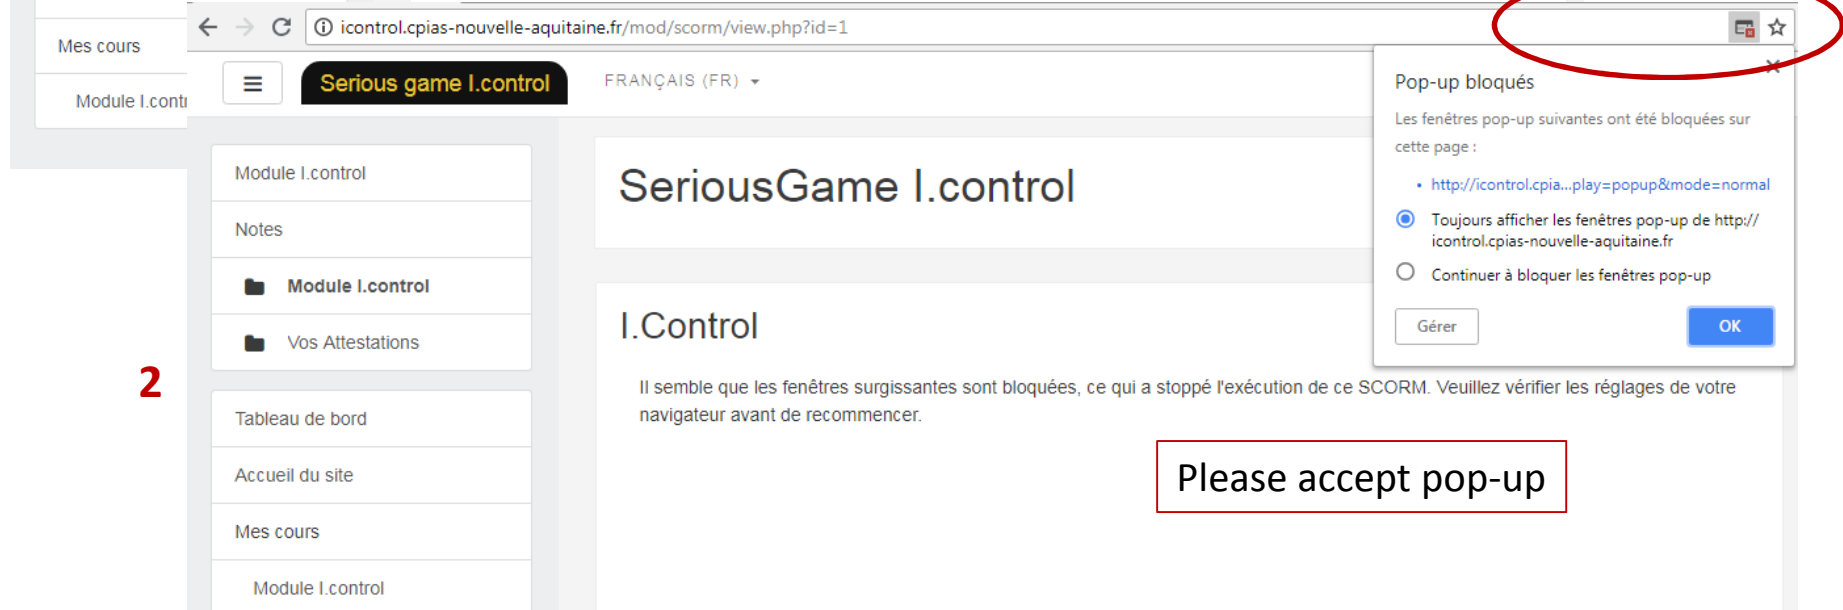 Mes cours
Module I.contr
icontrol.cpias-nouvelle-aquitaine.fr/mod/scorm/view.php?id=1
Serious game I.control
FRANÇAIS (FR)
Module I.control
Notes
Module I.control
Vos Attestations
2
Tableau de bord
Accueil du site
Mes cours
Module I.control
SeriousGame I.control
I.Control
Il semble que les fenêtres surgissantes sont bloquées, ce qui a stoppé l'exécution de ce SCORM. Veuillez vérifier les réglages de votre
navigateur avant de recommencer.
Please accept pop-up
Pop-up bloqués
Les fenêtres pop-up suivantes ont été bloquées sur
cette page :
• http://icontrol.cpia...play=popup&mode=normal
Toujours afficher les fenêtres pop-up de http://
icontrol.cpias-nouvelle-aquitaine.fr
Continuer à bloquer les fenêtres pop-up
Gérer
OK